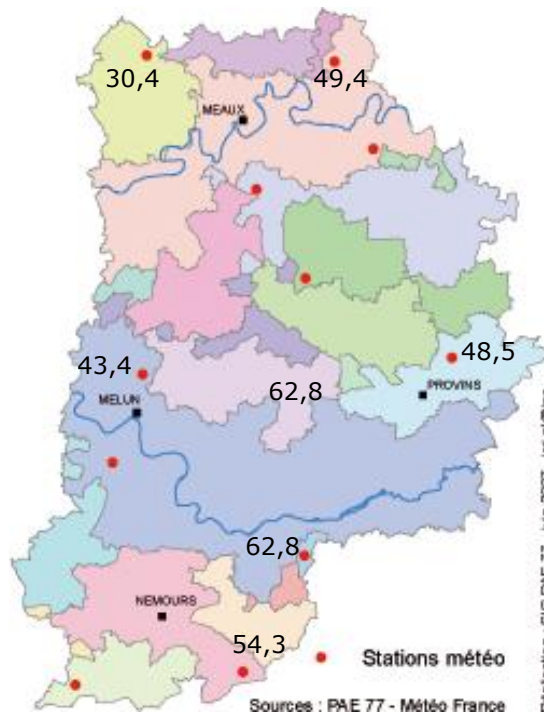 30,4
49,4
MEAUX
43,4
48,5
62,8
PROVINS
MELUN
62,8
NEMOURS
54,3
Stations météo
Sources : PAE 77 - Météo France